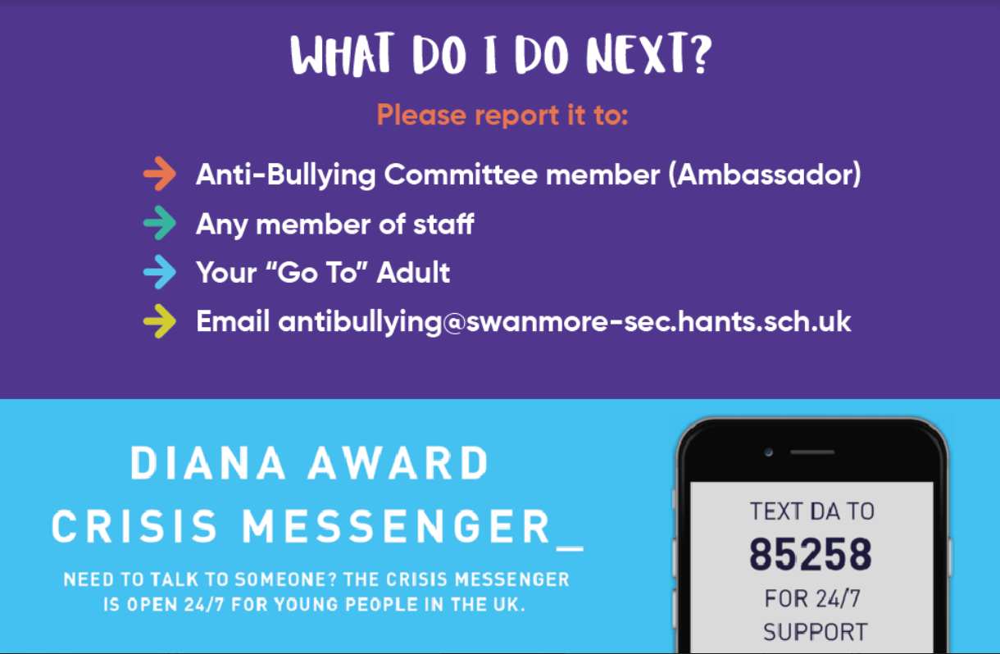 WHAT DO I DO NEXT?
Please report it to:
Anti-Bullying Committee member (Ambassador)
Any member of staff
Your “Go To” Adult
Email antibullying@swanmore-sec.hants.sch.uk
DIANA AWARD
CRISIS MESSENGER_
NEED TO TALK TO SOMEONE? THE CRISIS MESSENGER
IS OPEN 24/7 FOR YOUNG PEOPLE IN THE UK.
TEXT DA TO
85258
FOR 24/7
SUPPORT